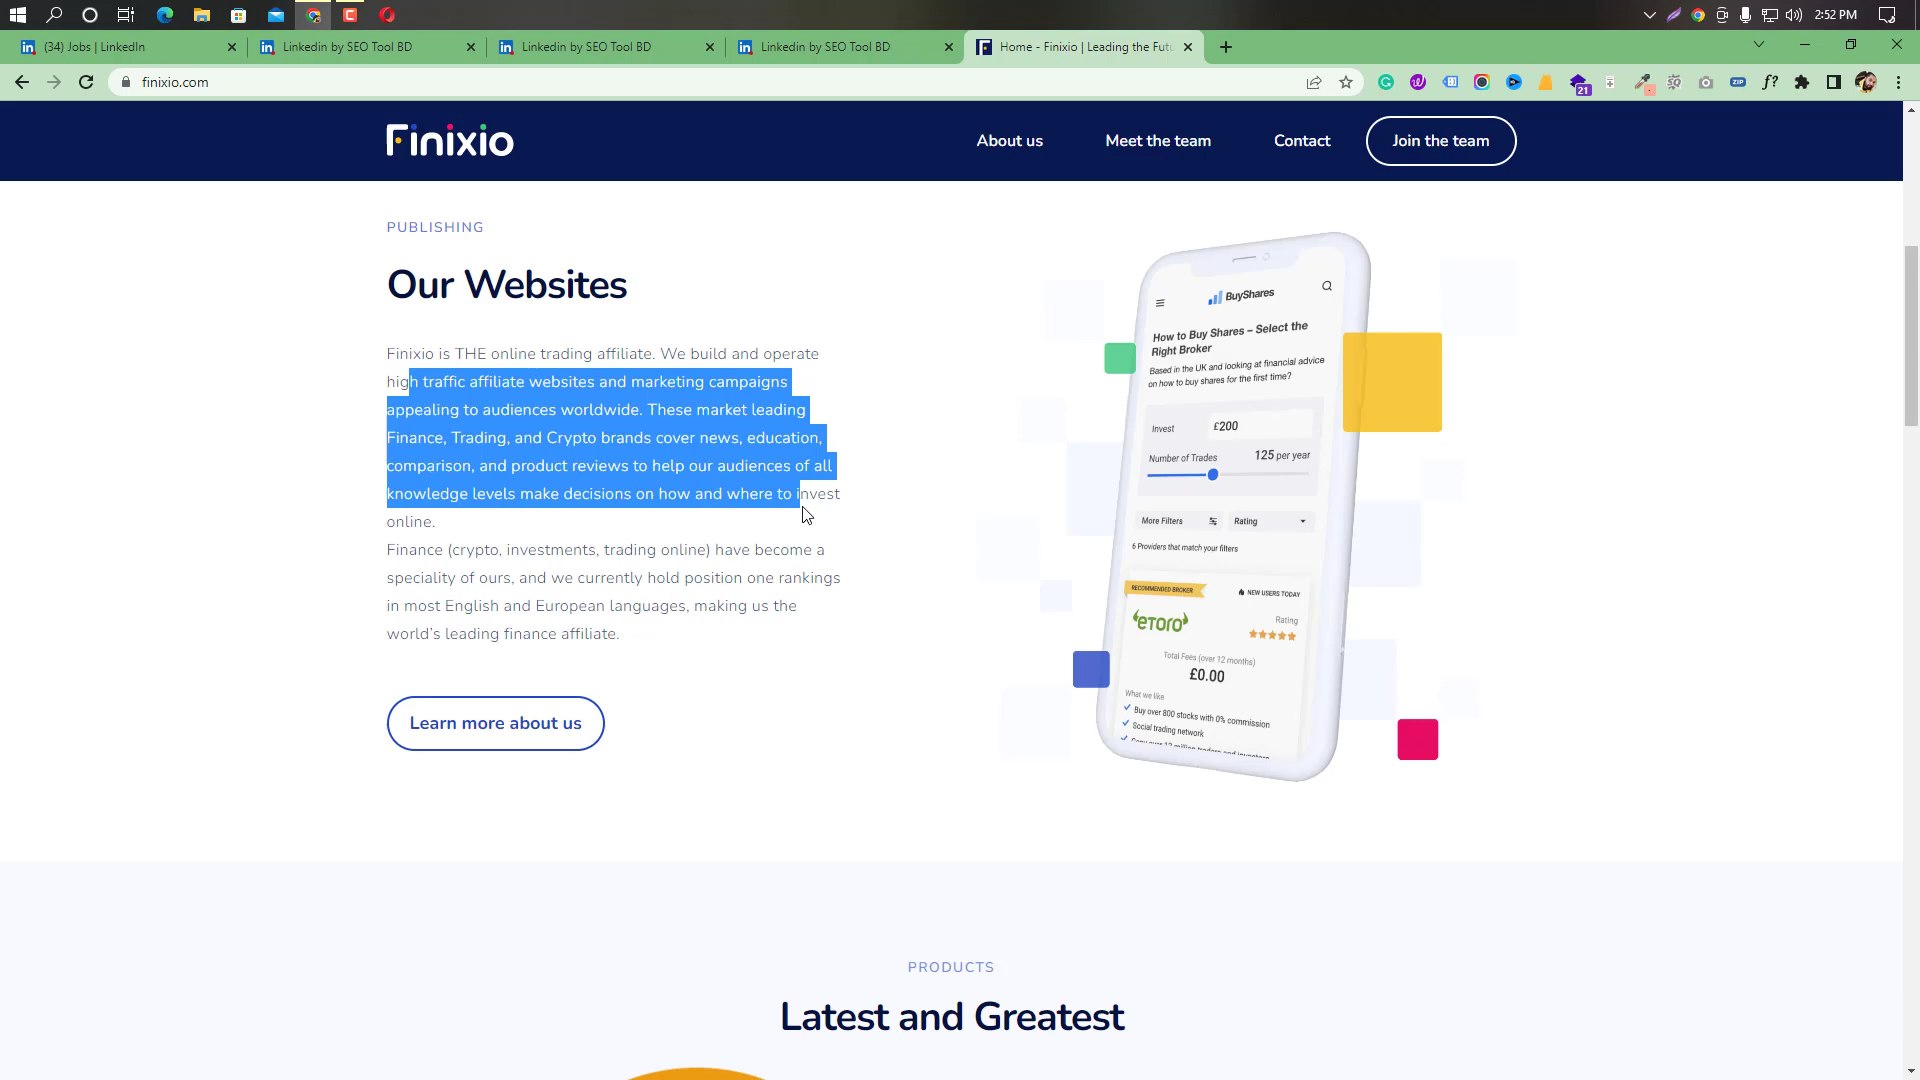 2:52 PM
(34) Jobs | LinkedIn
Linkedin by SEO Tool BD
Linkedin by SEO Tool BD
Linkedin by SEO Tool BD
Home - Finixio | Leading the Futu
finixio.com
21
ZIP
f?
Finixio
About us
Meet the team
Contact
Join the team
PUBLISHING
Our Websites
Finixio is THE online trading affiliate. We build and operate
high traffic affiliate websites and marketing campaigns
appealing to audiences worldwide. These market leading
Finance, Trading, and Crypto brands cover news, education,
comparison, and product reviews to help our audiences of all
knowledge levels make decisions on how and where to invest
online.
Finance (crypto, investments, trading online) have become a
speciality of ours, and we currently hold position one rankings
in most English and European languages, making us the
world's leading finance affiliate.
Learn more about us
BuyShares
How to Buy Shares – Select the
Right Broker
Based in the UK and looking at financial advice
on how to buy shares for the first time?
Invest
£200
Number of Trades
125 per year
More Filters
Rating
6 Providers that match your filters
RECOMMENDED BROKER
NEW USERS TODAY
eTORO
Rating
Total Fees (over 12 months)
£0.00
What we like
Buy over 800 stocks with 0% commission
Social trading network
Copy over 12 million traders and investors
PRODUCTS
Latest and Greatest